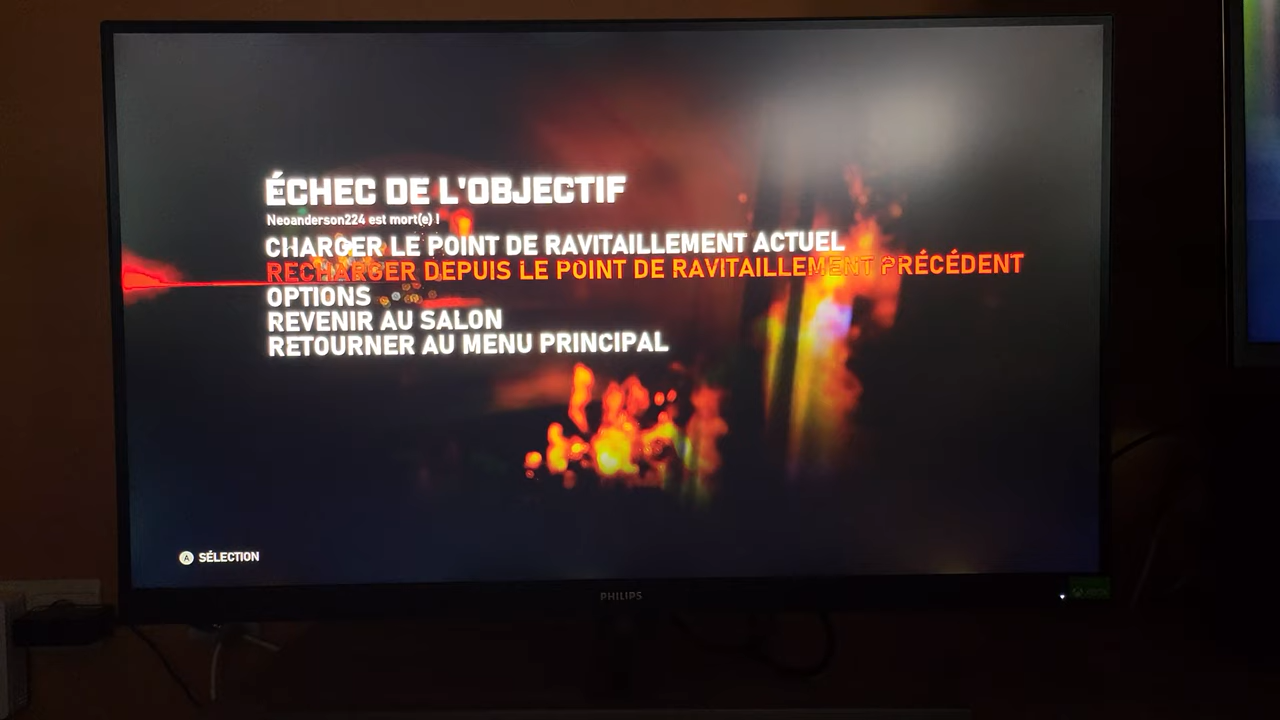 ÉCHEC DE L'OBJECTIF
Neoanderson224 est mort(e) !
CHARGER LE POINT DE RAVITAILLEMENT ACTUEL
RECHARGER DEPUIS LE POINT DE RAVITAILLEMENT PRÉCÉDENT
OPTIONS
REVENIR AU SALON
RETOURNER AU MENU PRINCIPAL
A SÉLECTION
PHILIPS
XBOX